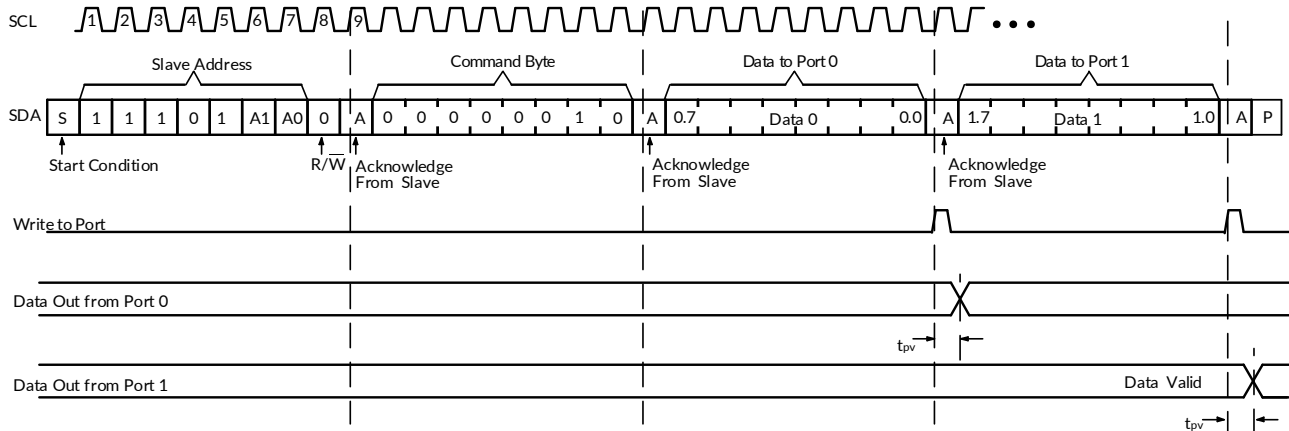 SCL 1 2 3 4 5 6 7 8 9 •••
Slave Address Command Byte Data to Port 0 Data to Port 1
SDA S 1 1 1 0 1 A1 A0 0 A 0 0 0 0 0 0 1 0 A 0.7 Data 0 0.0 A 1.7 Data 1 1.0 A P
Start Condition R/W̅ Acknowledge Acknowledge Acknowledge
From Slave From Slave From Slave
Write to Port
Data Out from Port 0
tpv
Data Out from Port 1 Data Valid
tpv